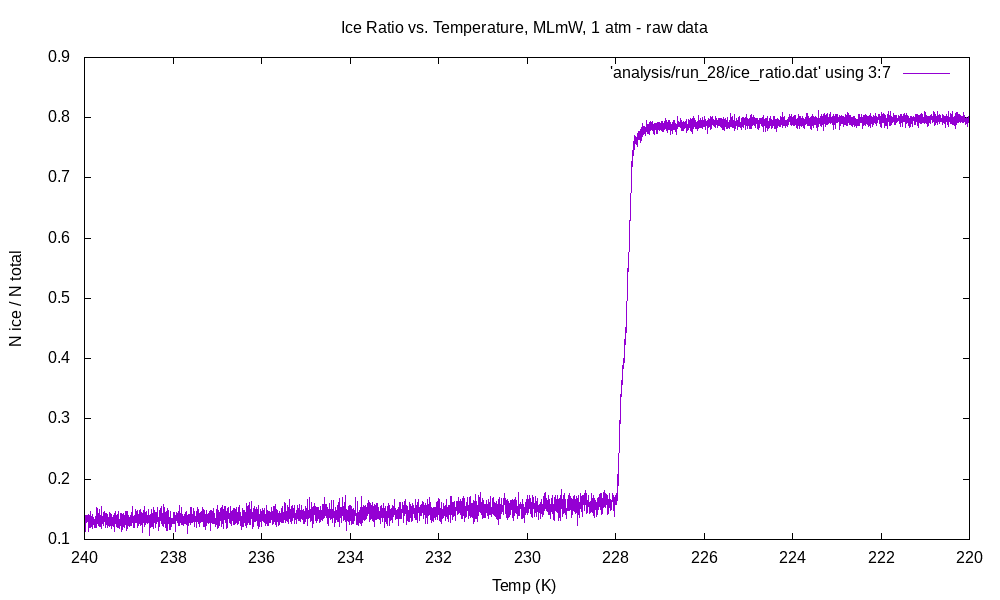 Ice Ratio vs. Temperature, MLmW, 1 atm - raw data
'analysis/run_28/ice_ratio.dat' using 3:7
0.9
0.8
0.7
0.6
0.5
0.4
0.3
0.2
0.1
N ice / N total
240 238 236 234 232 230 228 226 224 222 220
Temp (K)